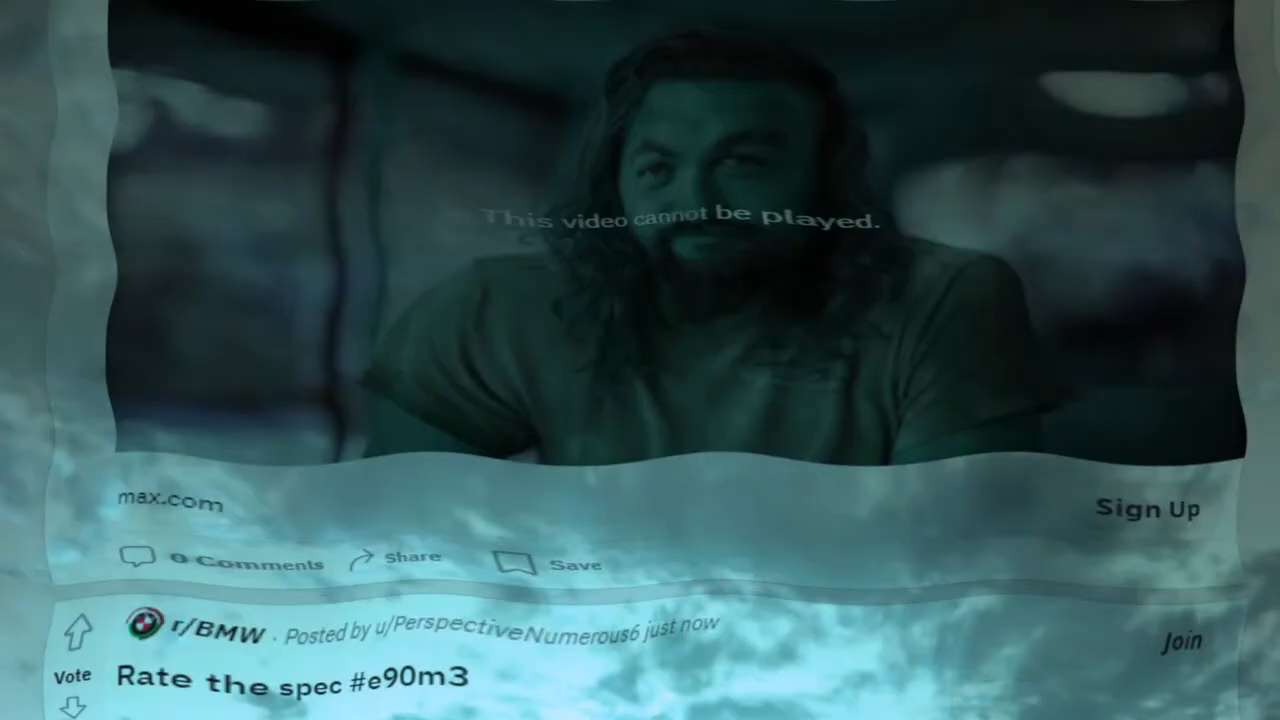 This video cannot be played.
max.com
Sign Up
0 Comments Share Save
r/BMW · Posted by u/PerspectiveNumerous6 just now
Join
Vote
Rate the spec #e90m3